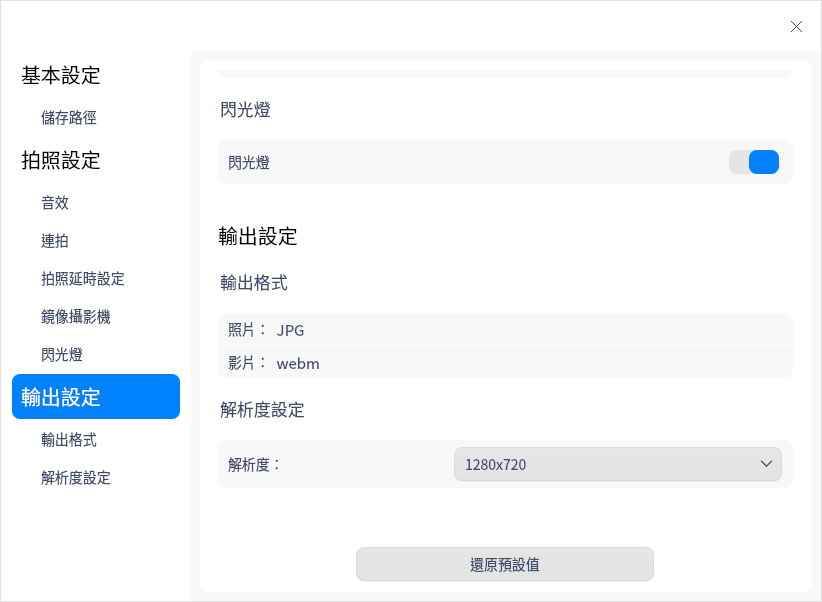 基本設定
儲存路徑
拍照設定
音效
連拍
拍照延時設定
鏡像攝影機
閃光燈
輸出設定
輸出格式
解析度設定
閃光燈
閃光燈
輸出設定
輸出格式
照片： JPG
影片： webm
解析度設定
解析度： 1280x720
還原預設值